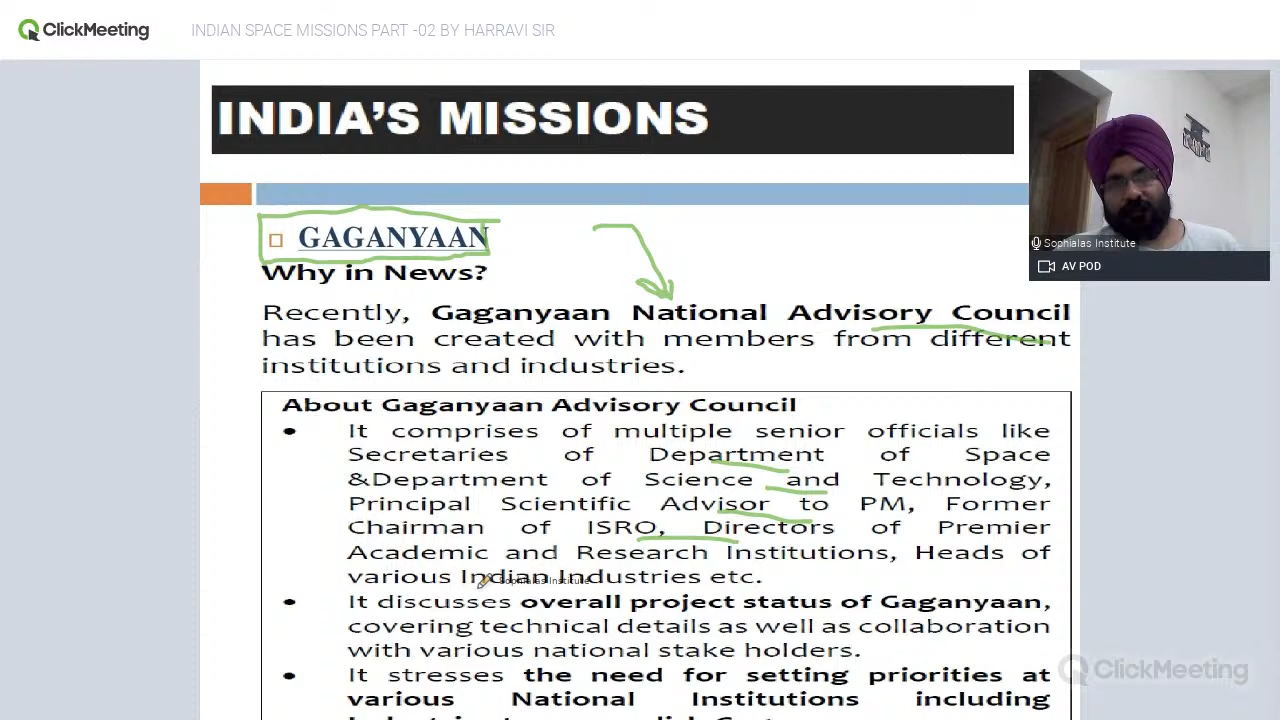 ClickMeeting
INDIAN SPACE MISSIONS PART -02 BY HARRAVI SIR
INDIA'S MISSIONS
Sophialas Institute
AV POD
GAGANYAAN
Why in News?
Recently, Gaganyaan National Advisory Council
has been created with members from different
institutions and industries.
About Gaganyaan Advisory Council
• It comprises of multiple senior officials like
Secretaries of Department of Space
&Department of Science and Technology,
Principal Scientific Advisor to PM, Former
Chairman of ISRO, Directors of Premier
Academic and Research Institutions, Heads of
various Indian Industries etc.
Sophialas Institute
• It discusses overall project status of Gaganyaan,
covering technical details as well as collaboration
with various national stake holders.
• It stresses the need for setting priorities at
various National Institutions including
ClickMeeting